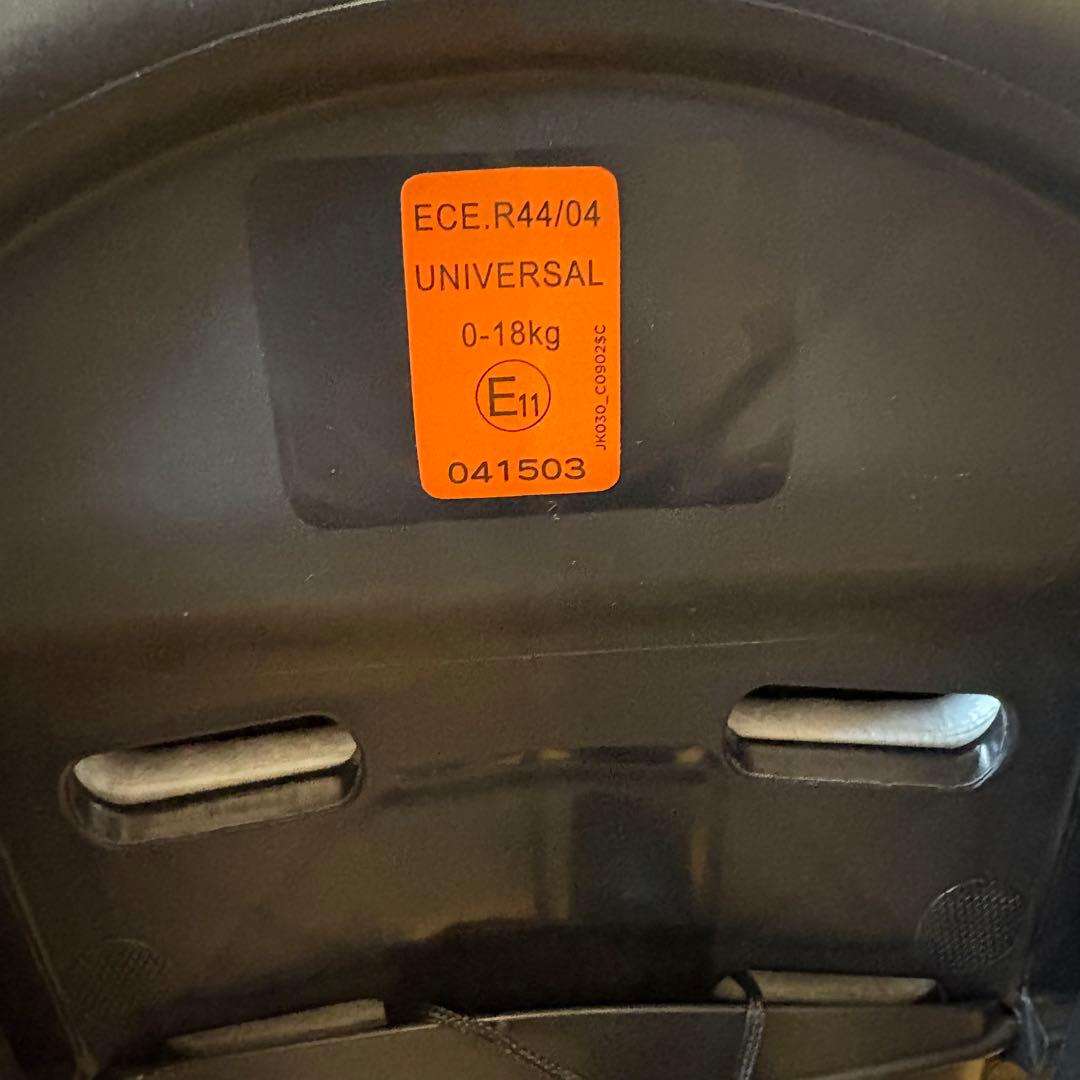 ECE.R44/04
UNIVERSAL
0-18kg
E11
041503
JK030_C0902SC